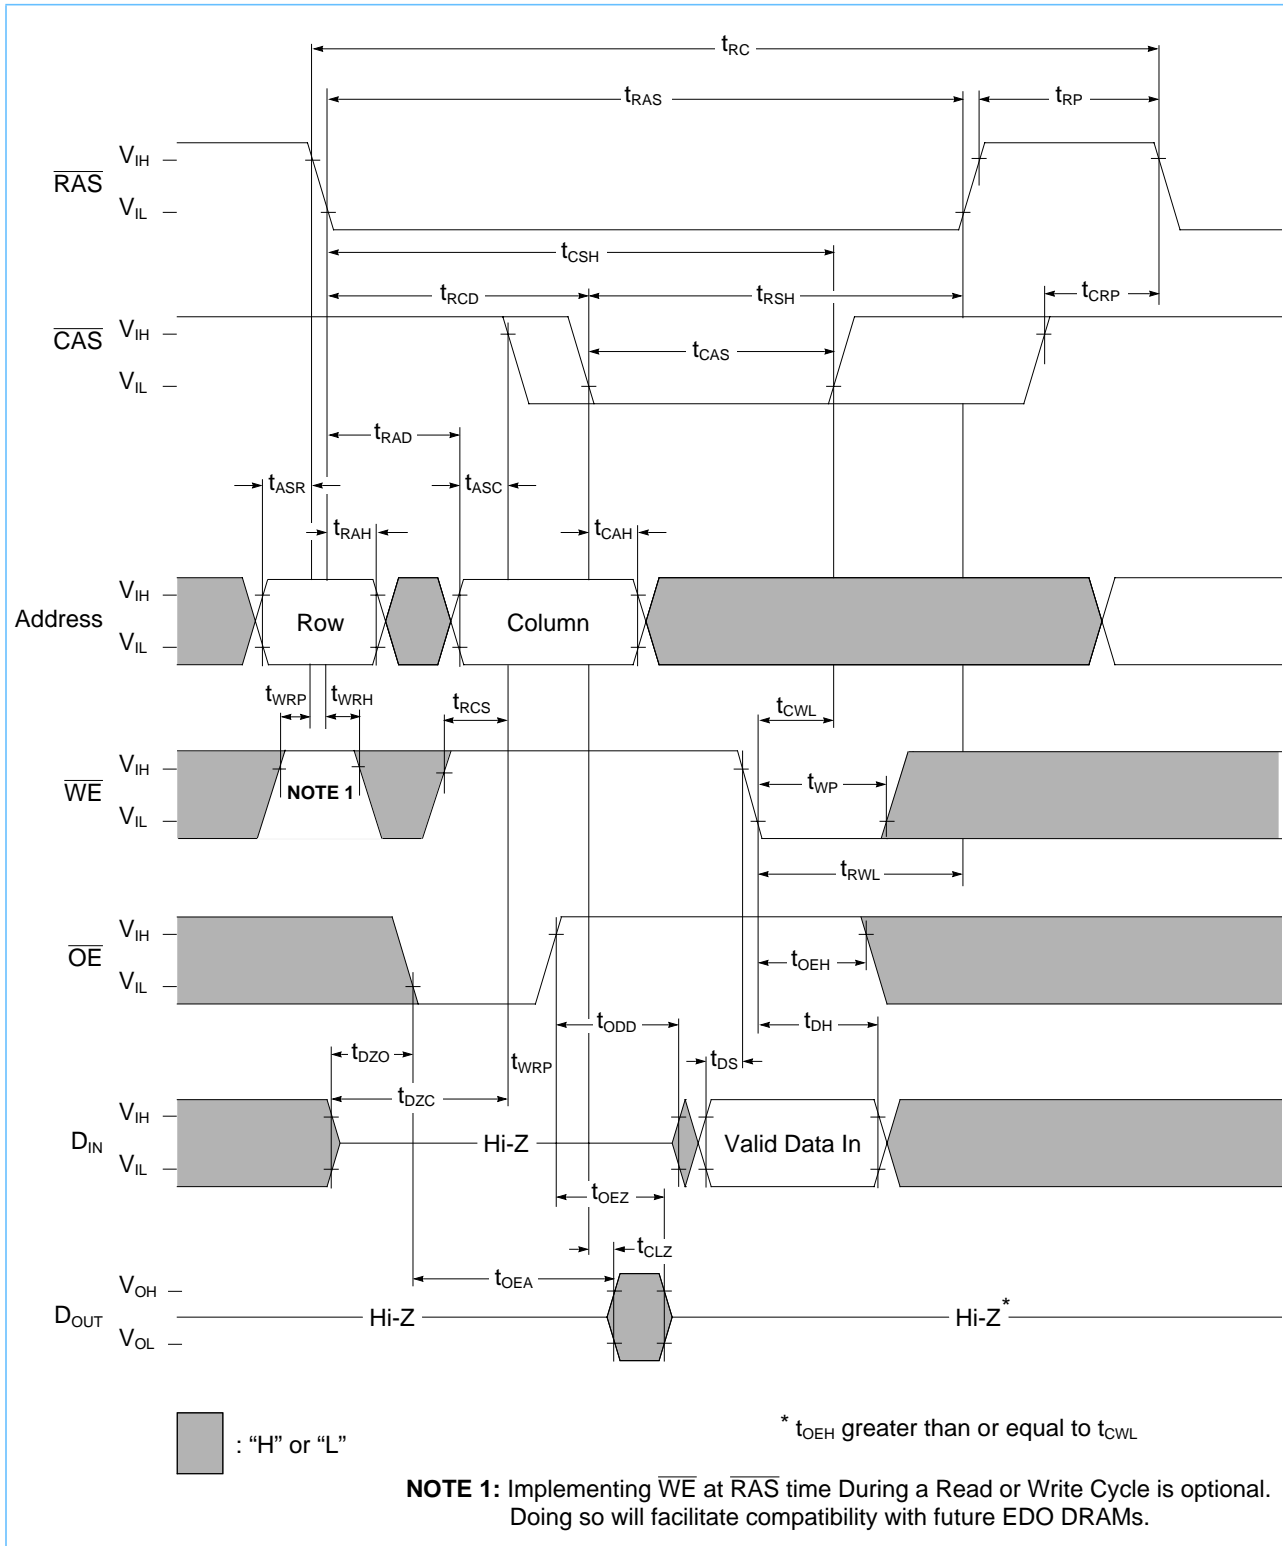 tRC
tRAS
tRP
VIH
RAS
VIL
tCSH
tRCD
tRSH
tCRP
VIH
CAS
VIL
tCAS
tRAD
tASR
tASC
tRAH
tCAH
VIH
Address
VIL
Row
Column
tWRP
tWRH
tRCS
tCWL
VIH
WE
VIL
NOTE 1
tWP
tRWL
VIH
OE
VIL
tOEH
tODD
tDH
tDZO
tWRP
tDS
tDZC
VIH
DIN
VIL
Hi-Z
Valid Data In
tOEZ
tCLZ
tOEA
VOH
DOUT
VOL
Hi-Z
Hi-Z*
: “H” or “L”
* tOEH greater than or equal to tCWL
NOTE 1: Implementing WE at RAS time During a Read or Write Cycle is optional.
Doing so will facilitate compatibility with future EDO DRAMs.